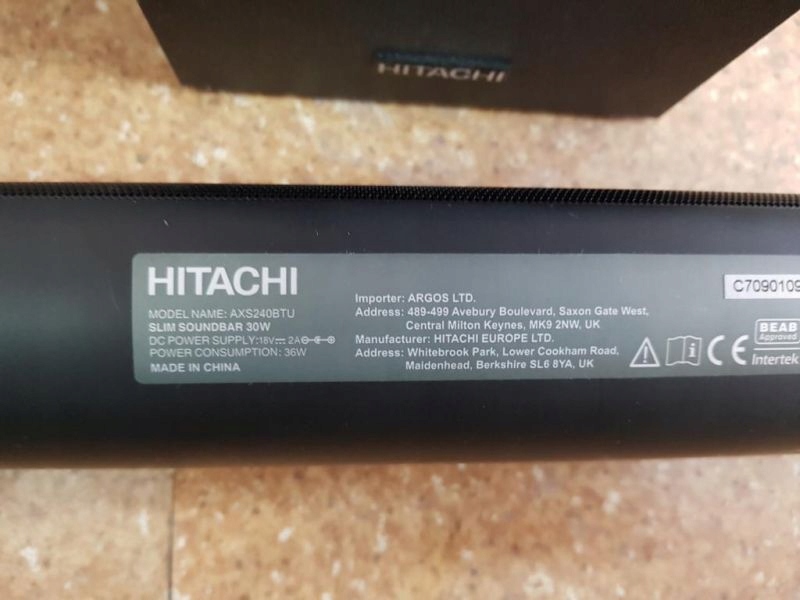 HITACHI
HITACHI
MODEL NAME: AXS240BTU
SLIM SOUNDBAR 30W
DC POWER SUPPLY:18V⎓ 2A
POWER CONSUMPTION: 36W
MADE IN CHINA
Importer: ARGOS LTD.
Address: 489-499 Avebury Boulevard, Saxon Gate West,
Central Milton Keynes, MK9 2NW, UK
Manufacturer: HITACHI EUROPE LTD.
Address: Whitebrook Park, Lower Cookham Road,
Maidenhead, Berkshire SL6 8YA, UK
C7090109
CE
BEAB
Approved
Intertek